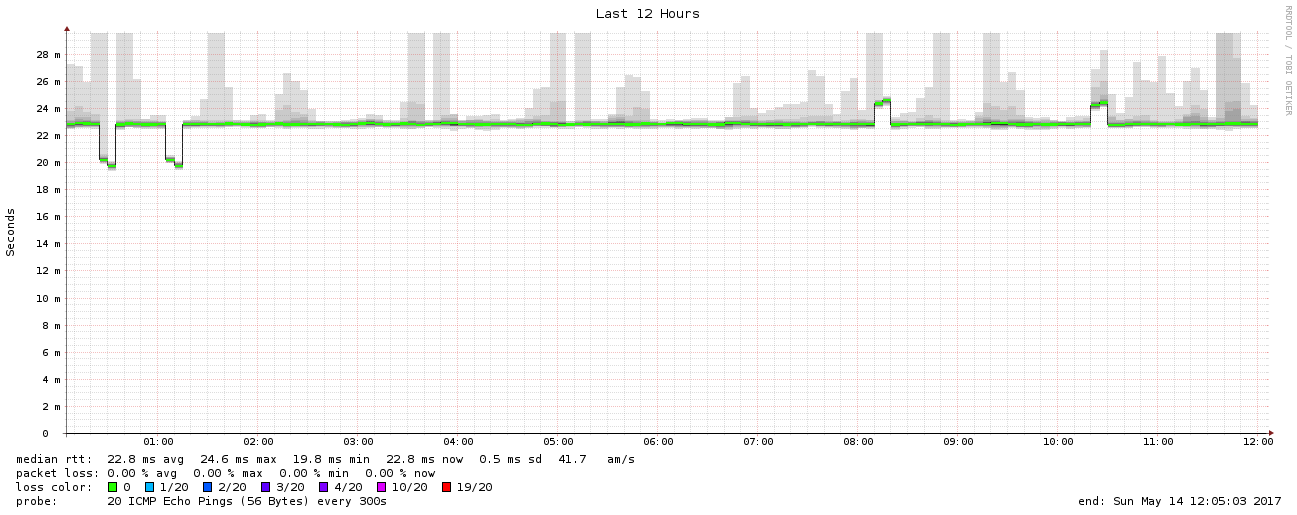 Last 12 Hours
RRDTOOL / TOBI OETIKER
Seconds
28 m
26 m
24 m
22 m
20 m
18 m
16 m
14 m
12 m
10 m
8 m
6 m
4 m
2 m
0
01:00 02:00 03:00 04:00 05:00 06:00 07:00 08:00 09:00 10:00 11:00 12:00
median rtt: 22.8 ms avg 24.6 ms max 19.8 ms min 22.8 ms now 0.5 ms sd 41.7 am/s
packet loss: 0.00 % avg 0.00 % max 0.00 % min 0.00 % now
loss color: 0 1/20 2/20 3/20 4/20 10/20 19/20
probe: 20 ICMP Echo Pings (56 Bytes) every 300s end: Sun May 14 12:05:03 2017